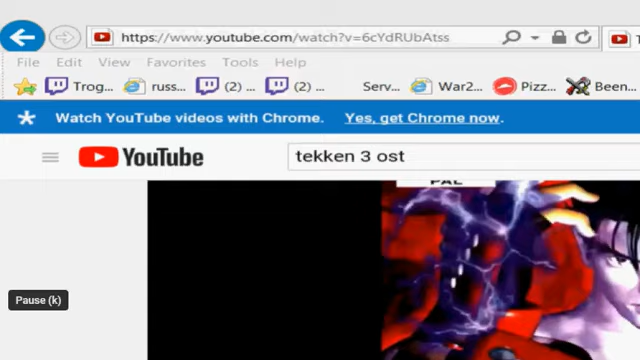 https://www.youtube.com/watch?v=6cYdRUbAtss
File Edit View Favorites Tools Help
Trog... russ... (2) ... (2) ... Serv... War2... Pizz... Been...
Watch YouTube videos with Chrome. Yes, get Chrome now.
YouTube tekken 3 ost
PAL
Pause (k)